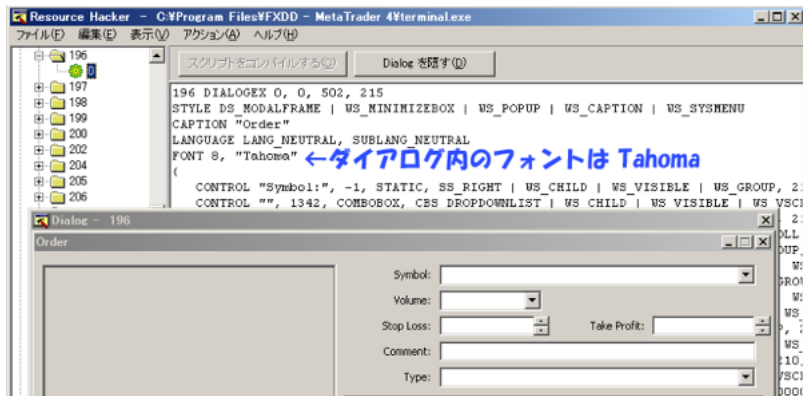 Resource Hacker - C:¥Program Files¥FXDD - MetaTrader 4¥terminal.exe
ファイル(F) 編集(E) 表示(V) アクション(A) ヘルプ(H)
196
0
197
198
199
200
202
204
205
206
スクリプトをコンパイルする(C)
Dialog を隠す(D)
196 DIALOGEX 0, 0, 502, 215
STYLE DS_MODALFRAME | WS_MINIMIZEBOX | WS_POPUP | WS_CAPTION | WS_SYSMENU
CAPTION "Order"
LANGUAGE LANG_NEUTRAL, SUBLANG_NEUTRAL
FONT 8, "Tahoma" ←ダイアログ内のフォントは Tahoma
{
CONTROL "Symbol:", -1, STATIC, SS_RIGHT | WS_CHILD | WS_VISIBLE | WS_GROUP,
CONTROL "", 1342, COMBOBOX, CBS_DROPDOWNLIST | WS_CHILD | WS_VISIBLE |
Dialog - 196
Order
Symbol:
Volume:
Stop Loss:
Take Profit:
Comment:
Type: